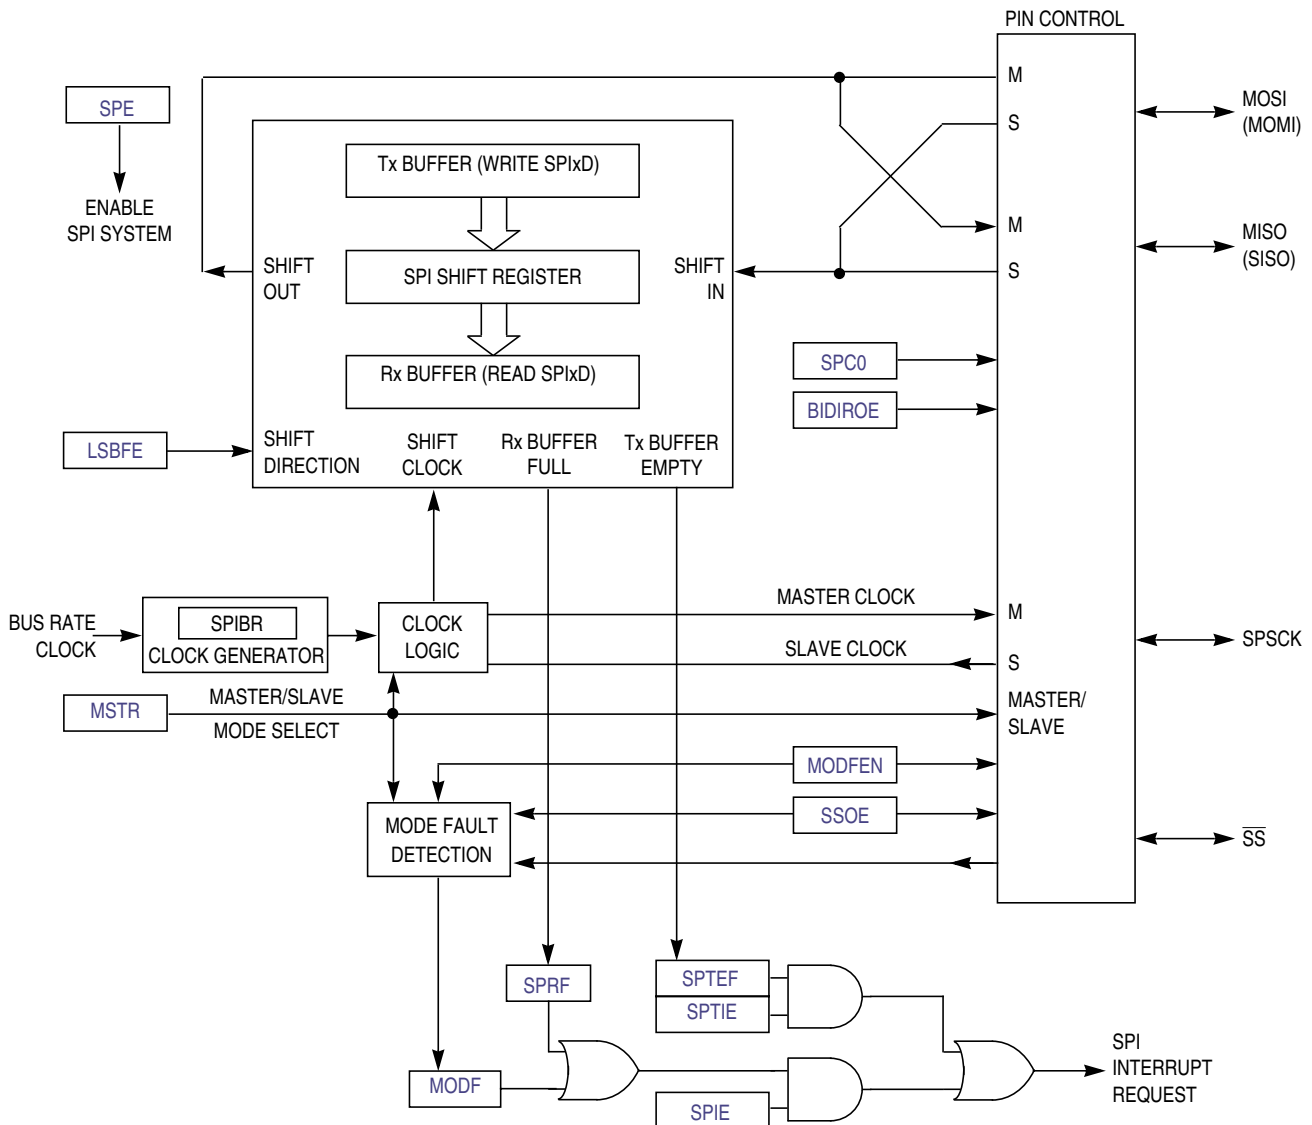 PIN CONTROL
M
MOSI
(MOMI)
S
M
MISO
(SISO)
S
SPE
ENABLE
SPI SYSTEM
Tx BUFFER (WRITE SPIxD)
SHIFT
OUT
SPI SHIFT REGISTER
SHIFT
IN
Rx BUFFER (READ SPIxD)
SPC0
BIDIROE
LSBFE
SHIFT
DIRECTION
SHIFT
CLOCK
Rx BUFFER
FULL
Tx BUFFER
EMPTY
BUS RATE
CLOCK
SPIBR
CLOCK GENERATOR
CLOCK
LOGIC
MASTER CLOCK
M
SLAVE CLOCK
S
SPSCK
MSTR
MASTER/SLAVE
MODE SELECT
MASTER/
SLAVE
MODFEN
SSOE
MODE FAULT
DETECTION
SS
SPRF
SPTEF
SPTIE
MODF
SPIE
SPI
INTERRUPT
REQUEST